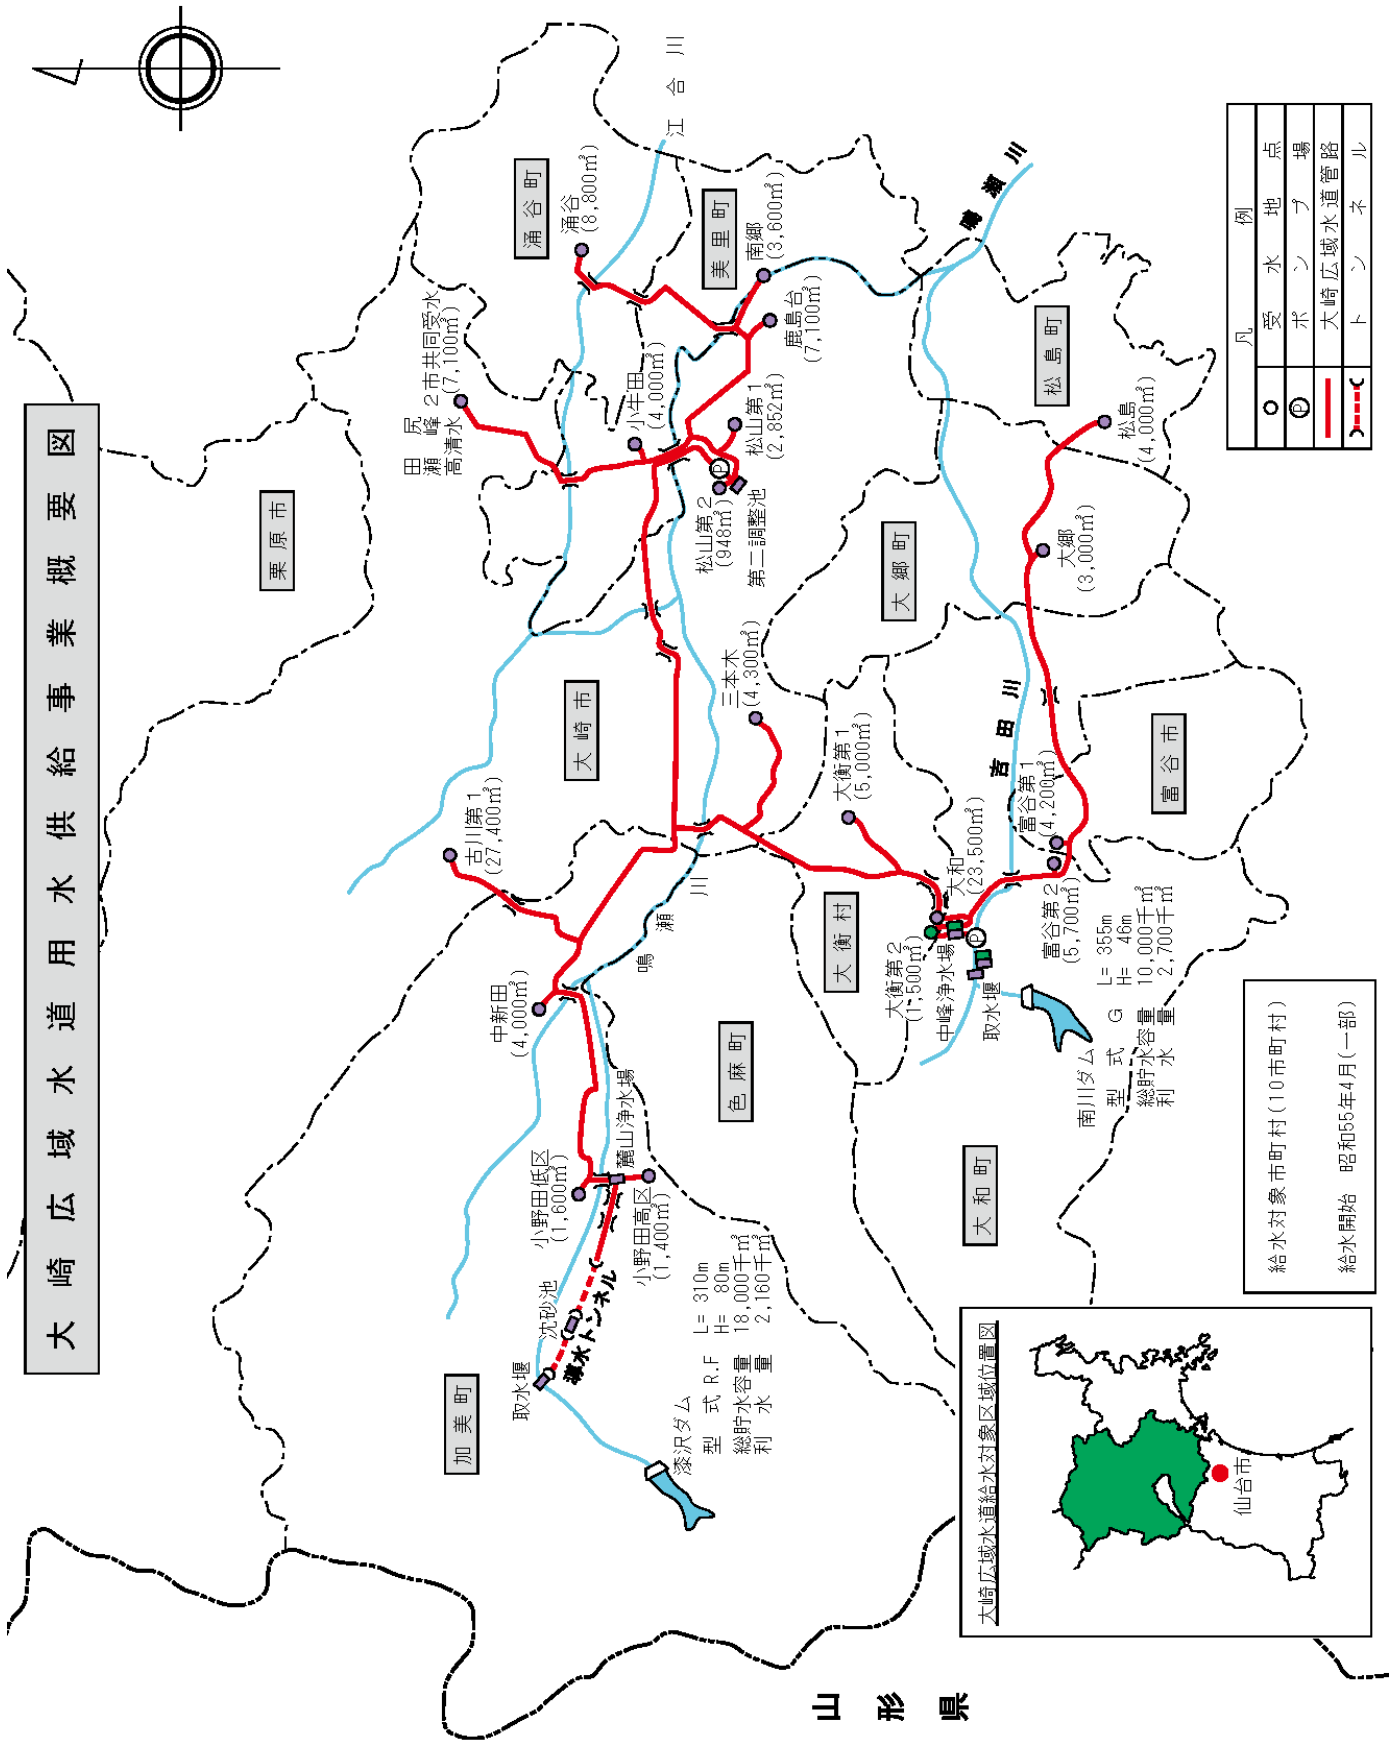 大崎広域水道用水供給事業概要図
栗原市
涌谷町
涌谷
(8,800㎥)
江合川
田尻
瀬峰
高清水
2市共同受水
(7,100㎥)
美里町
南郷
(3,600㎥)
鹿島台
(7,100㎥)
小牛田
(4,000㎥)
松山第1
(2,852㎥)
P
松山第2
(948㎥)
第二調整池
鳴瀬川
大崎市
古川第1
(27,400㎥)
三本木
(4,300㎥)
中新田
(4,000㎥)
鳴瀬川
加美町
取水堰
沈砂池
導水トンネル
小野田低区
(1,600㎥)
麓山浄水場
小野田高区
(1,400㎥)
漆沢ダム
型式 R.F
L= 310m
H= 80m
総貯水容量 18,000千㎥
利水量 2,160千㎥
色麻町
大衡村
大衡第1
(5,000㎥)
大衡第2
(1,500㎥)
中峰浄水場
取水堰
P
大和
(23,500㎥)
吉田川
大郷町
大郷
(3,000㎥)
松島町
松島
(4,000㎥)
富谷市
富谷第1
(4,200㎥)
富谷第2
(5,700㎥)
南川ダム
型式 G
L= 355m
H= 46m
総貯水容量 10,000千㎥
利水量 2,700千㎥
大和町
山形県
大崎広域水道給水対象区域位置図
仙台市
給水対象市町村(10市町村)
給水開始 昭和55年4月(一部)
凡例
受水地点
P ポンプ場
大崎広域水道管路
トンネル